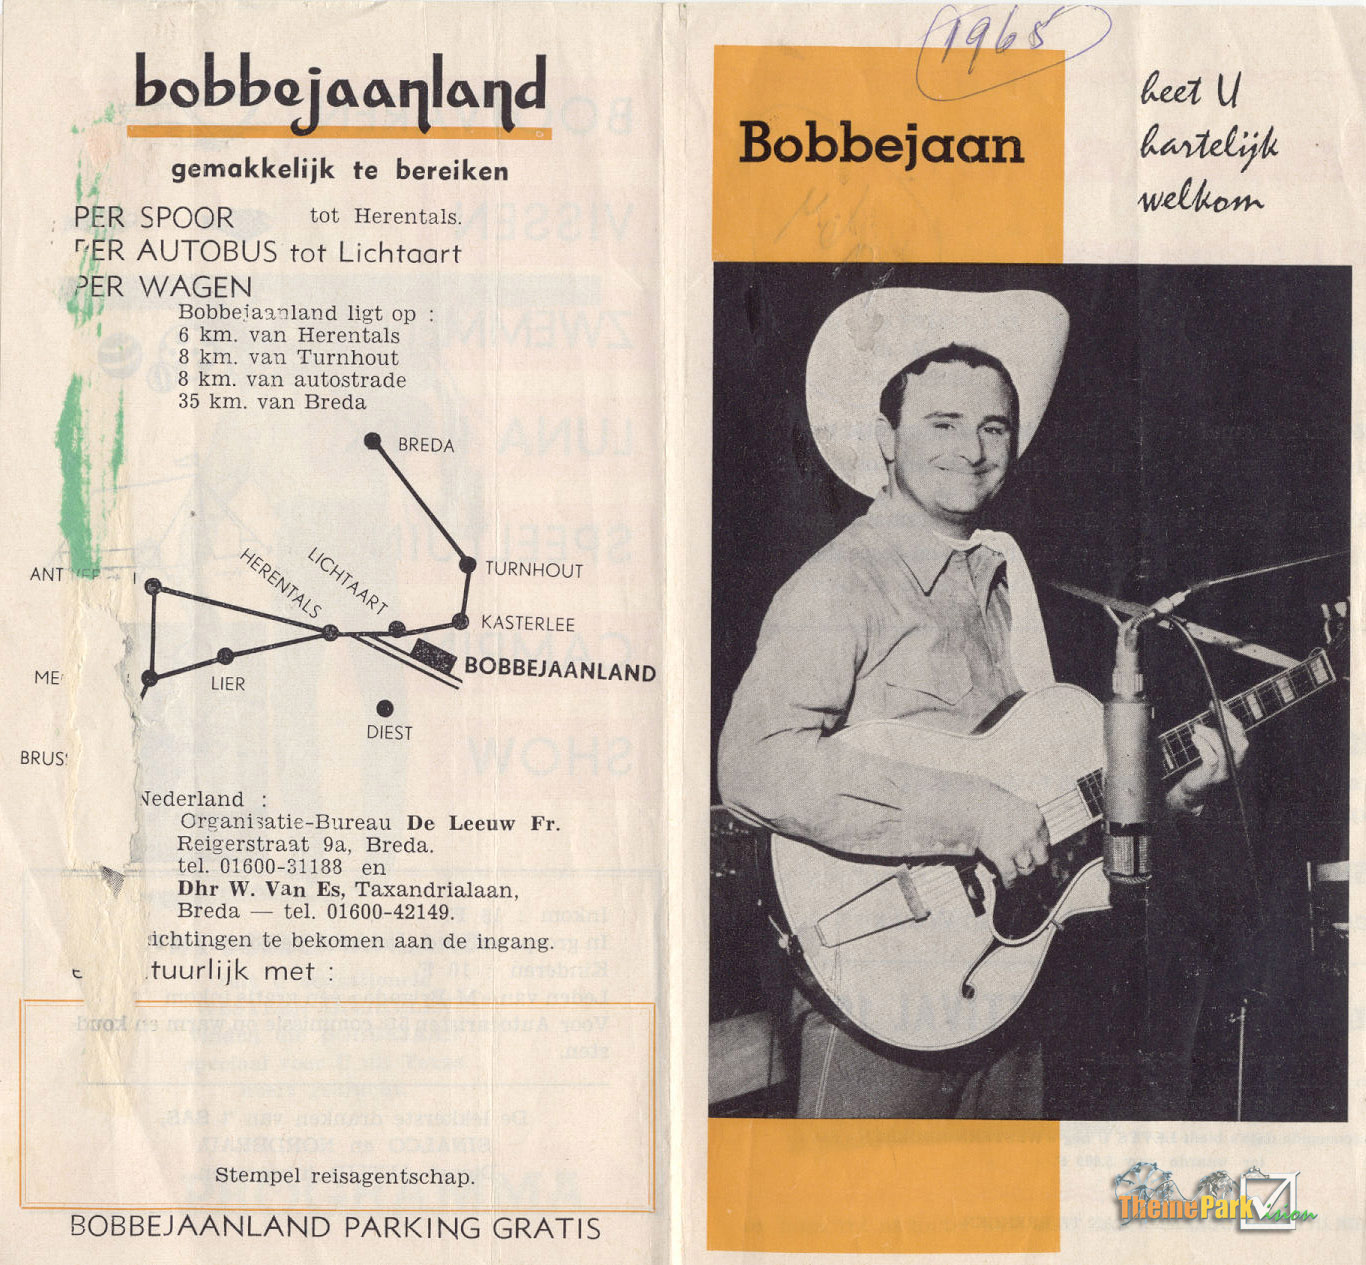 bobbejaanland
gemakkelijk te bereiken
PER SPOOR tot Herentals.
PER AUTOBUS tot Lichtaart
PER WAGEN
Bobbejaanland ligt op :
6 km. van Herentals
8 km. van Turnhout
8 km. van autostrade
35 km. van Breda
BREDA
TURNHOUT
HERENTALS
LICHTAART
KASTERLEE
BOBBEJAANLAND
LIER
DIEST
Nederland :
Organisatie-Bureau De Leeuw Fr.
Reigerstraat 9a, Breda.
tel. 01600-31188 en
Dhr W. Van Es, Taxandrialaan,
Breda — tel. 01600-42149.
te bekomen aan de ingang.
met :
Stempel reisagentschap.
BOBBEJAANLAND PARKING GRATIS
1965
Bobbejaan
heet U
hartelijk
welkom
ThemePark Vision